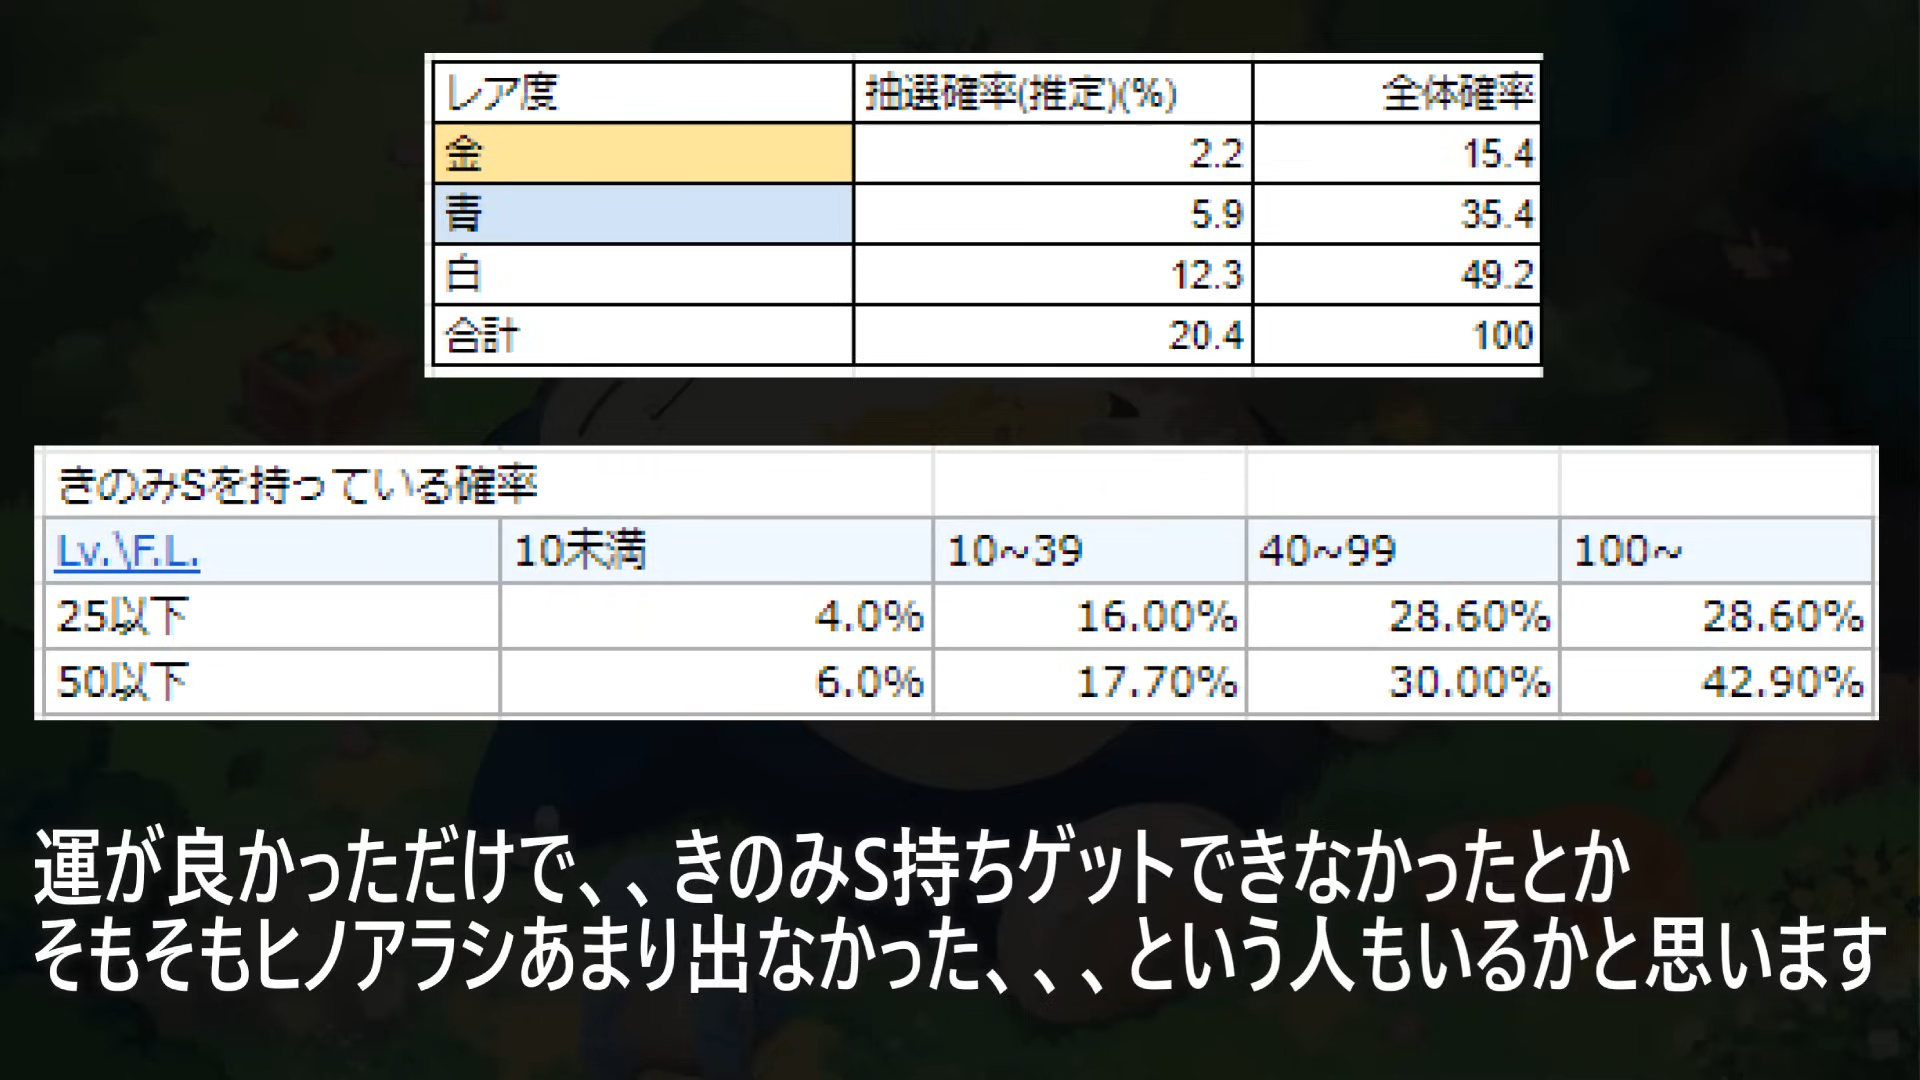 レア度 抽選確率(推定)(%) 全体確率
金 2.2 15.4
青 5.9 35.4
白 12.3 49.2
合計 20.4 100
きのみSを持っている確率
Lv.\F.L. 10未満 10~39 40~99 100~
25以下 4.0% 16.00% 28.60% 28.60%
50以下 6.0% 17.70% 30.00% 42.90%
運が良かっただけで、、きのみS持ちゲットできなかったとか
そもそもヒノアラシあまり出なかった、、、という人もいるかと思います